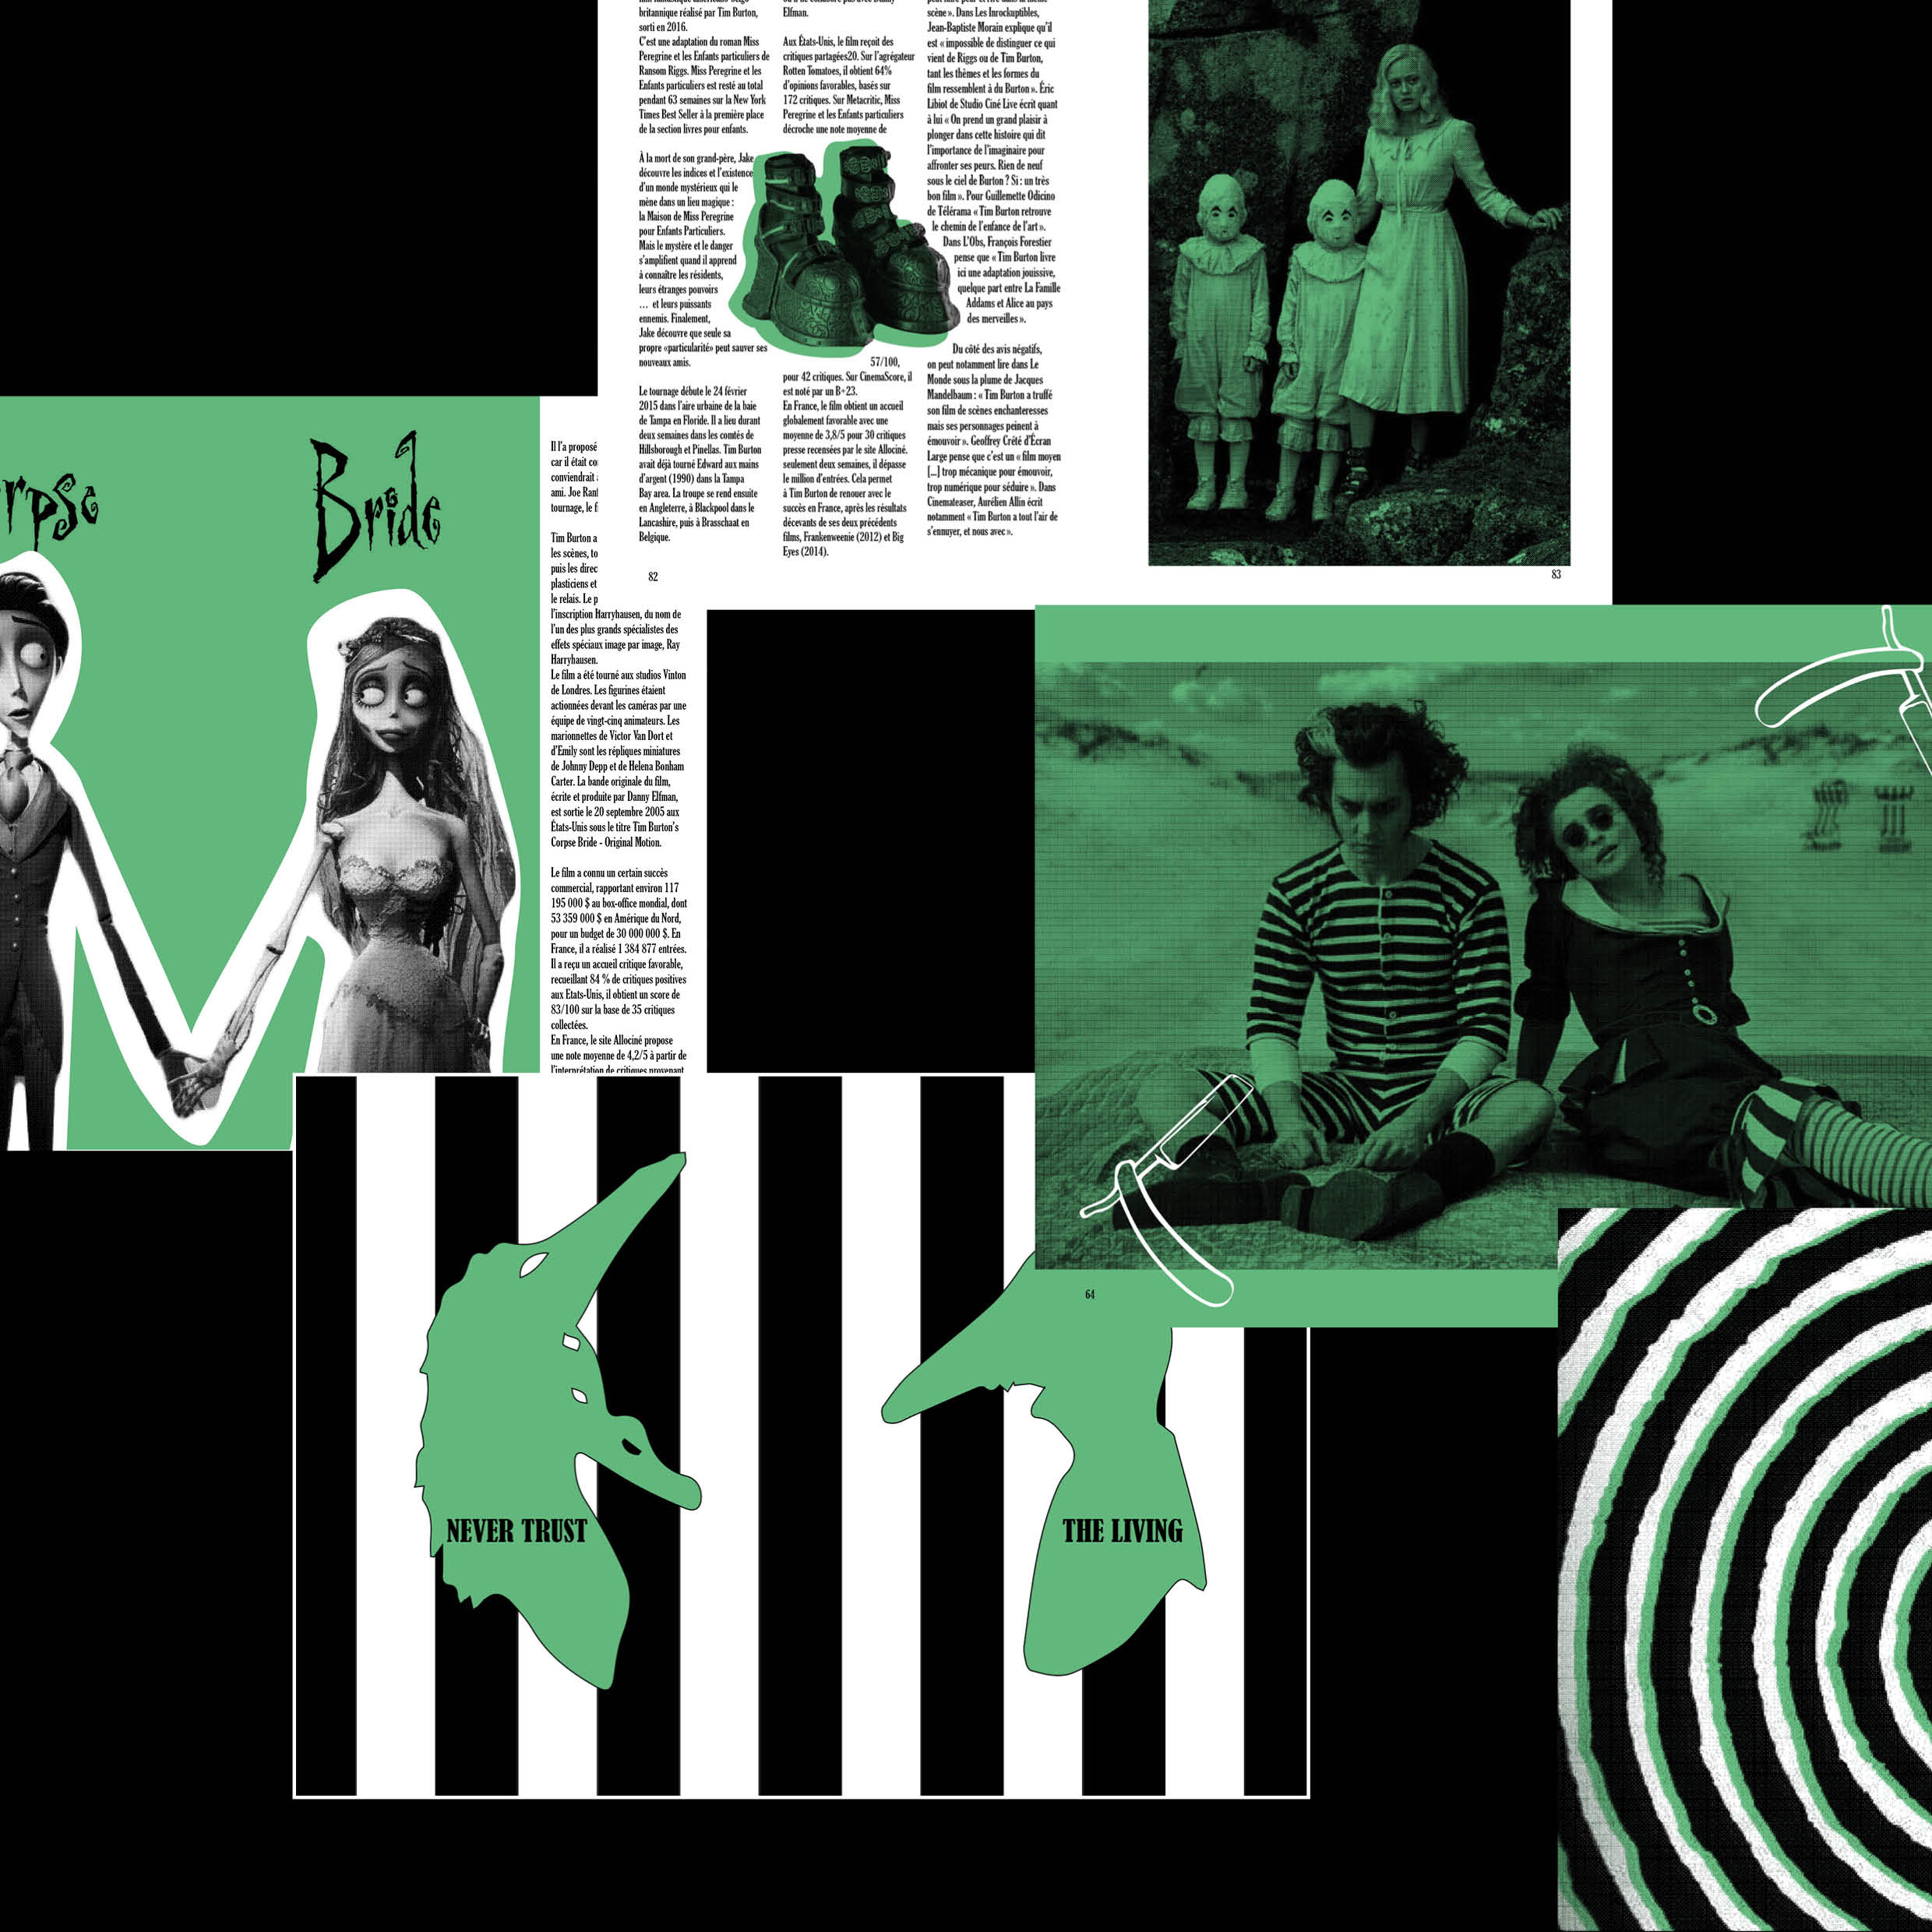 britannique réalisé par Tim Burton,
sorti en 2016.
C'est une adaptation du roman Miss
Peregrine et les Enfants particuliers de
Ransom Riggs. Miss Peregrine et les
Enfants particuliers est resté au total
pendant 63 semaines sur la New York
Times Best Seller à la première place
de la section livres pour enfants.
À la mort de son grand-père, Jake
découvre les indices et l'existence
d'un monde mystérieux qui le
mène dans un lieu magique :
la Maison de Miss Peregrine
pour Enfants Particuliers.
Mais le mystère et le danger
s'amplifient quand il apprend
à connaître les résidents,
leurs étranges pouvoirs
… et leurs puissants
ennemis. Finalement,
Jake découvre que seule sa
propre «particularité» peut sauver ses
nouveaux amis.
Le tournage débute le 24 février
2015 dans l'aire urbaine de la baie
de Tampa en Floride. Il a lieu durant
deux semaines dans les comtés de
Hillsborough et Pinellas. Tim Burton
avait déjà tourné Edward aux mains
d'argent (1990) dans la Tampa
Bay area. La troupe se rend ensuite
en Angleterre, à Blackpool dans le
Lancashire, puis à Brasschaat en
Belgique.
82
Elfman.
Aux États-Unis, le film reçoit des
critiques partagées20. Sur l'agrégateur
Rotten Tomatoes, il obtient 64%
d'opinions favorables, basés sur
172 critiques. Sur Metacritic, Miss
Peregrine et les Enfants particuliers
décroche une note moyenne de
57/100,
pour 42 critiques. Sur CinemaScore, il
est noté par un B+23.
En France, le film obtient un accueil
globalement favorable avec une
moyenne de 3,8/5 pour 30 critiques
presse recensées par le site Allociné.
seulement deux semaines, il dépasse
le million d'entrées. Cela permet
à Tim Burton de renouer avec le
succès en France, après les résultats
décevants de ses deux précédents
films, Frankenweenie (2012) et Big
Eyes (2014).
scène ». Dans Les Inrockuptibles,
Jean-Baptiste Morain explique qu'il
est « impossible de distinguer ce qui
vient de Riggs ou de Tim Burton,
tant les thèmes et les formes du
film ressemblent à du Burton ». Éric
Libiot de Studio Ciné Live écrit quant
à lui « On prend un grand plaisir à
plonger dans cette histoire qui dit
l'importance de l'imaginaire pour
affronter ses peurs. Rien de neuf
sous le ciel de Burton ? Si : un très
bon film ». Pour Guillemette Odicino
de Télérama « Tim Burton retrouve
le chemin de l'enfance de l'art ».
Dans L'Obs, François Forestier
pense que « Tim Burton livre
ici une adaptation jouissive,
quelque part entre La Famille
Addams et Alice au pays
des merveilles ».
Du côté des avis négatifs,
on peut notamment lire dans Le
Monde sous la plume de Jacques
Mandelbaum : « Tim Burton a truffé
son film de scènes enchanteresses
mais ses personnages peinent à
émouvoir ». Geoffrey Crété d'Écran
Large pense que c'est un « film moyen
[...] trop mécanique pour émouvoir,
trop numérique pour séduire ». Dans
Cinemateaser, Aurélien Allin écrit
notamment « Tim Burton a tout l'air de
s'ennuyer, et nous avec ».
83
rpse
Bride
Il l'a proposé
car il était co
conviendrait
ami. Joe Ran
tournage, le f
Tim Burton a
les scènes, to
puis les direc
plasticiens et
le relais. Le p
l'inscription Harryhausen, du nom de
l'un des plus grands spécialistes des
effets spéciaux image par image, Ray
Harryhausen.
Le film a été tourné aux studios Vinton
de Londres. Les figurines étaient
actionnées devant les caméras par une
équipe de vingt-cinq animateurs. Les
marionnettes de Victor Van Dort et
d'Emily sont les répliques miniatures
de Johnny Depp et de Helena Bonham
Carter. La bande originale du film,
écrite et produite par Danny Elfman,
est sortie le 20 septembre 2005 aux
États-Unis sous le titre Tim Burton's
Corpse Bride - Original Motion.
Le film a connu un certain succès
commercial, rapportant environ 117
195 000 $ au box-office mondial, dont
53 359 000 $ en Amérique du Nord,
pour un budget de 30 000 000 $. En
France, il a réalisé 1 384 877 entrées.
Il a reçu un accueil critique favorable,
recueillant 84 % de critiques positives
aux Etats-Unis, il obtient un score de
83/100 sur la base de 35 critiques
collectées.
En France, le site Allociné propose
une note moyenne de 4,2/5 à partir de
l'interprétation de critiques provenant
64
NEVER TRUST
THE LIVING